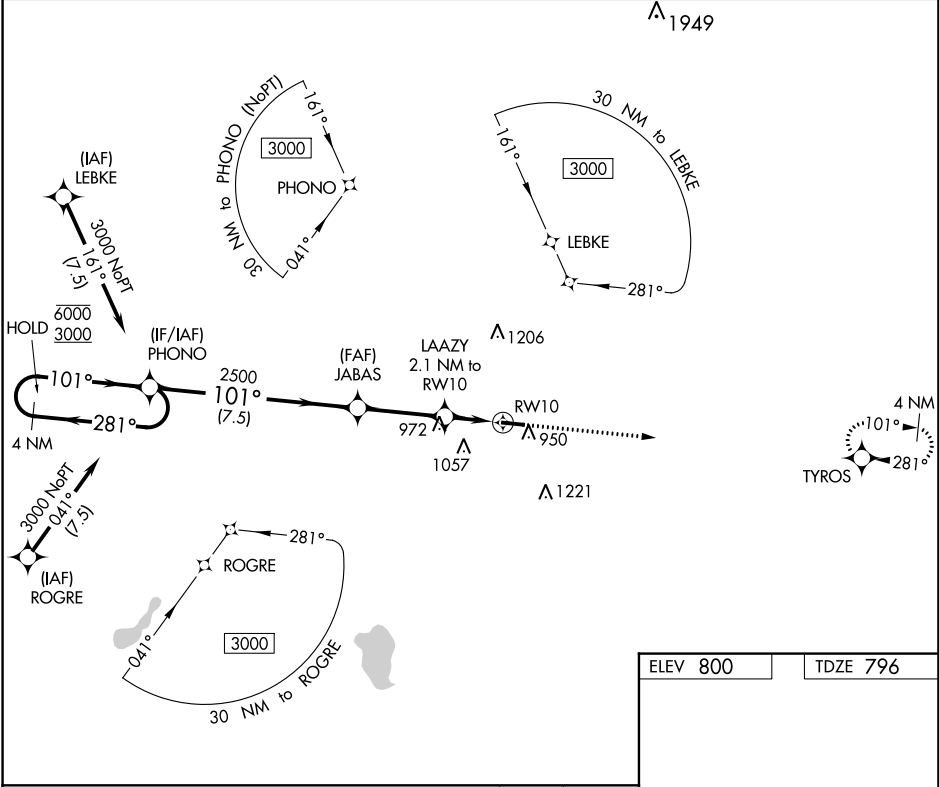 1949
30 NM to PHONO (NoPT)
161°
3000
PHONO
041°
30 NM to LEBKE
161°
3000
LEBKE
281°
(IAF)
LEBKE
3000 NoPT
161°
(7.5)
HOLD
6000
3000
(IF/IAF)
PHONO
101°
281°
4 NM
2500
101°
(7.5)
(FAF)
JABAS
LAAZY
2.1 NM to
RW10
1206
RW10
972
950
1057
1221
4 NM
101°
281°
TYROS
3000 NoPT
041°
(7.5)
(IAF)
ROGRE
281°
ROGRE
041°
3000
30 NM to ROGRE
ELEV 800
TDZE 796